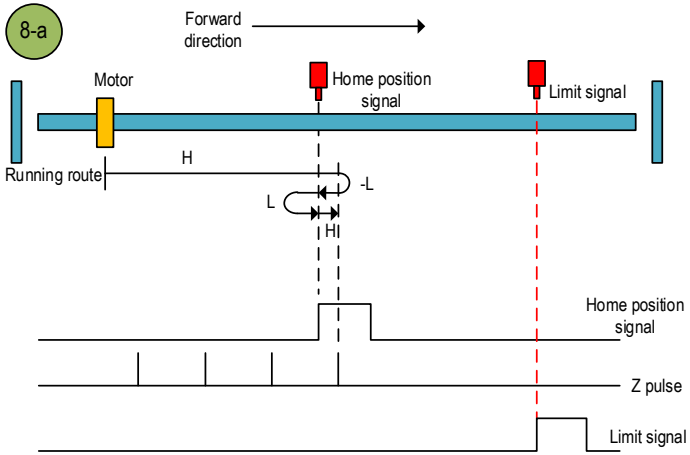 8-a
Forward
direction
Motor
Home position
signal
Limit signal
H
Running route
-L
L
H
Home position
signal
Z pulse
Limit signal